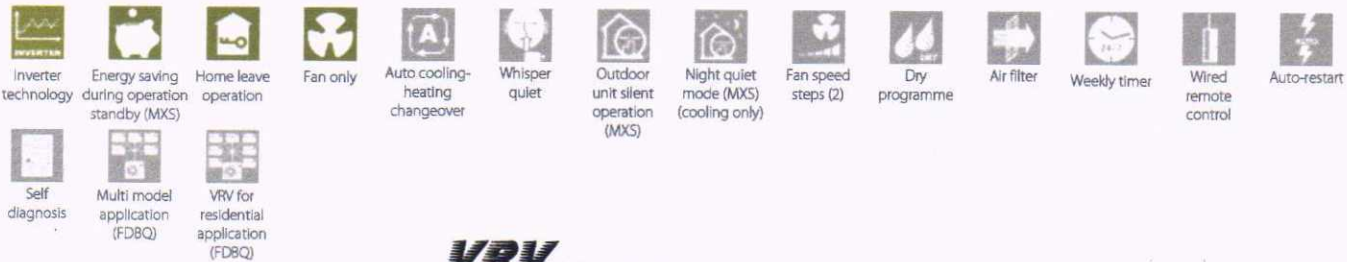 INVERTER
Inverter
technology
Energy saving
during operation
standby (MXS)
Home leave
operation
Fan only
A
Auto cooling-
heating
changeover
Whisper
quiet
Outdoor
unit silent
operation
(MXS)
Night quiet
mode (MXS)
(cooling only)
Fan speed
steps (2)
Dry
programme
Air filter
24/7
Weekly timer
Wired
remote
control
Auto-restart
Self
diagnosis
Multi model
application
(FDBQ)
VRV for
residential
application
(FDBQ)
VRV